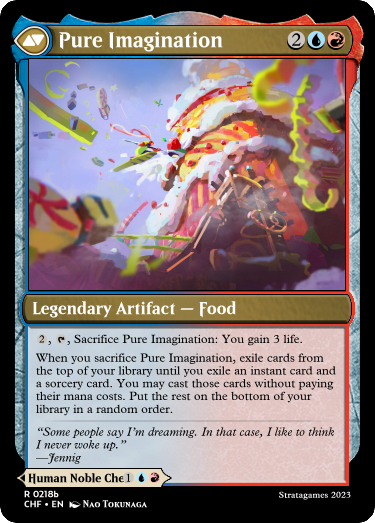 Pure Imagination 2
Legendary Artifact — Food
2, , Sacrifice Pure Imagination: You gain 3 life.
When you sacrifice Pure Imagination, exile cards from
the top of your library until you exile an instant card and
a sorcery card. You may cast those cards without paying
their mana costs. Put the rest on the bottom of your
library in a random order.
“Some people say I'm dreaming. In that case, I like to think
I never woke up.”
—Jennig
Human Noble Che 1
R 0218b
CHF • EN Nao Tokunaga
Stratagames 2023